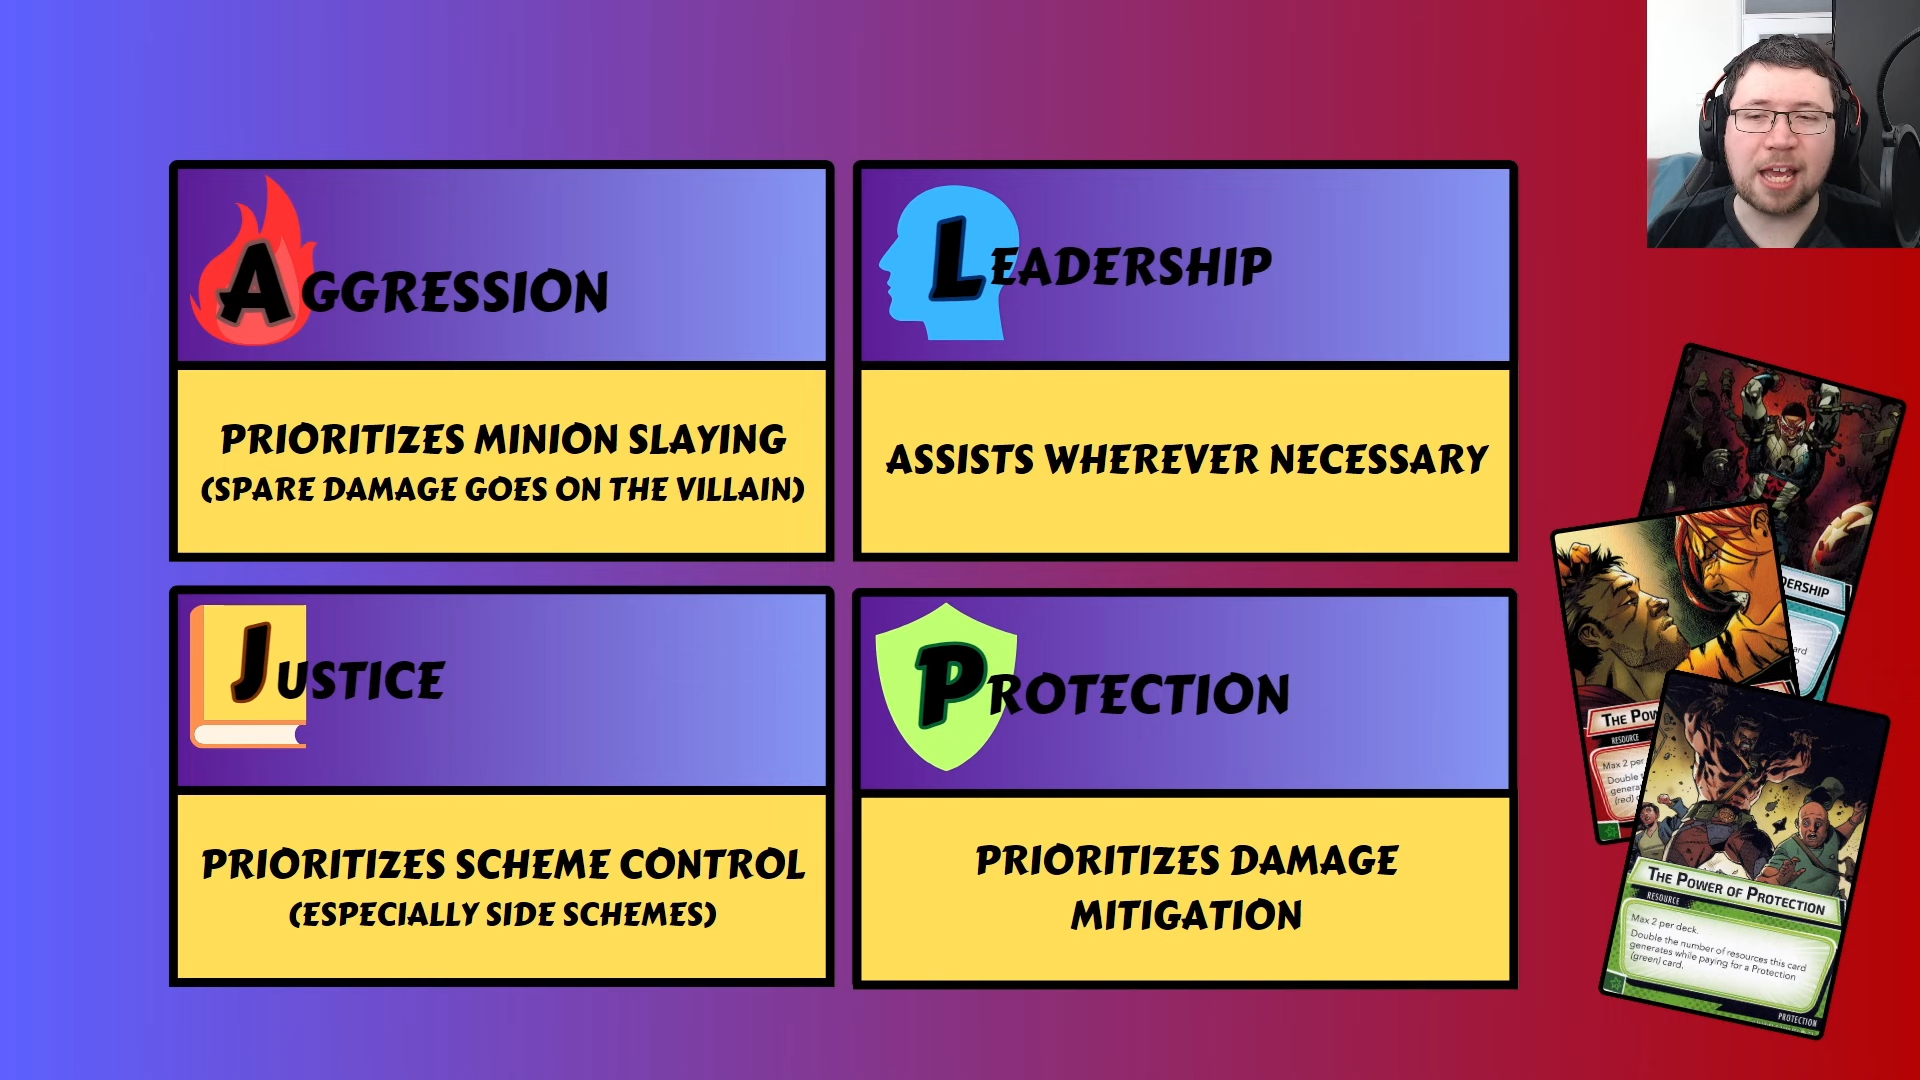 AGGRESSION
PRIORITIZES MINION SLAYING
(SPARE DAMAGE GOES ON THE VILLAIN)
LEADERSHIP
ASSISTS WHEREVER NECESSARY
JUSTICE
PRIORITIZES SCHEME CONTROL
(ESPECIALLY SIDE SCHEMES)
PROTECTION
PRIORITIZES DAMAGE
MITIGATION
THE POW
RESOURCE
Max 2 per
Double
(red)
THE POWER OF PROTECTION
RESOURCE
Max 2 per deck.
Double the number of resources this card
generates while paying for a Protection
(green) card.
PROTECTION